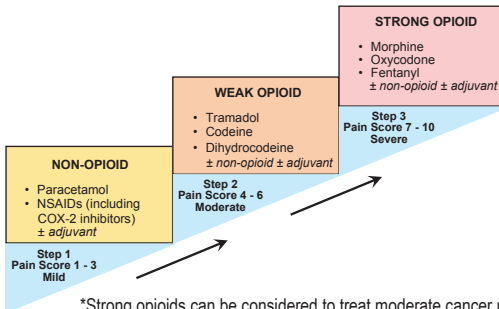 STRONG OPIOID
• Morphine
• Oxycodone
• Fentanyl
± non-opioid ± adjuvant
Step 3
Pain Score 7 - 10
Severe
WEAK OPIOID
• Tramadol
• Codeine
• Dihydrocodeine
± non-opioid ± adjuvant
Step 2
Pain Score 4 - 6
Moderate
NON-OPIOID
• Paracetamol
• NSAIDs (including
COX-2 inhibitors)
± adjuvant
Step 1
Pain Score 1 - 3
Mild
*Strong opioids can be considered to treat moderate cancer